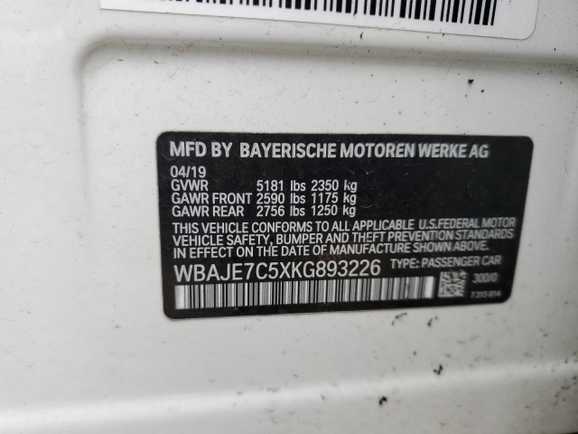 MFD BY BAYERISCHE MOTOREN WERKE AG
04/19
GVWR 5181 lbs 2350 kg
GAWR FRONT 2590 lbs 1175 kg
GAWR REAR 2756 lbs 1250 kg
THIS VEHICLE CONFORMS TO ALL APPLICABLE U.S.FEDERAL MOTOR
VEHICLE SAFETY, BUMPER AND THEFT PREVENTION STANDARDS
IN EFFECT ON THE DATE OF MANUFACTURE SHOWN ABOVE.
WBAJE7C5XKG893226 TYPE: PASSENGER CAR
300/0